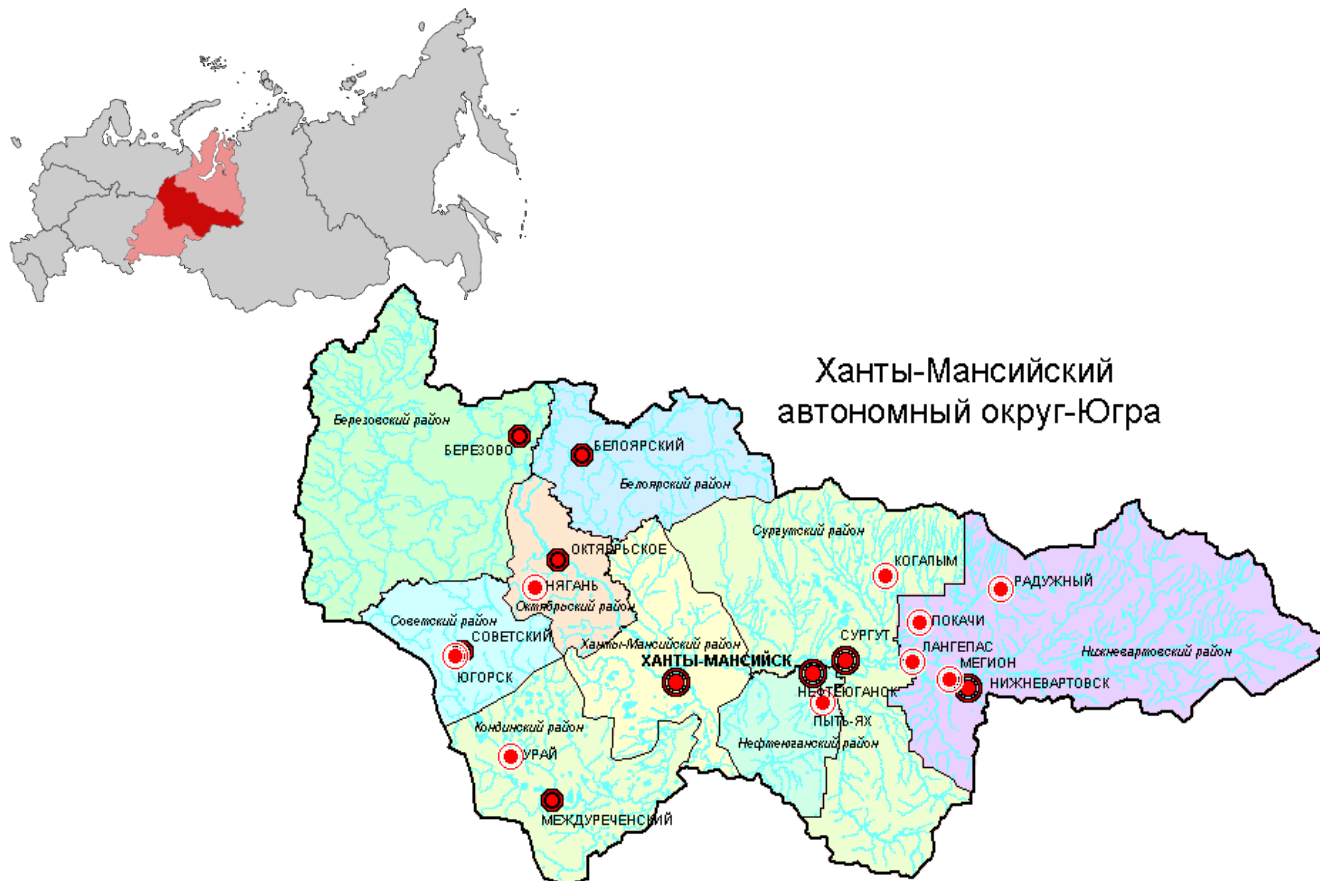 Ханты-Мансийский
автономный округ-Югра
Березовский район
БЕРЕЗОВО
БЕЛОЯРСКИЙ
Белоярский район
Сургутский район
ОКТЯБРЬСКОЕ
КОГАЛЫМ
РАДУЖНЫЙ
НЯГАНЬ
Октябрьский район
Советский район
ПОКАЧИ
СОВЕТСКИЙ
Ханты-Мансийский район
СУРГУТ
Нижневартовский район
ХАНТЫ-МАНСИЙСК
ЛАНГЕПАС
МЕГИОН
ЮГОРСК
НИЖНЕВАРТОВСК
НЕФТЕЮГАНСК
ПЫТЬ-ЯХ
Кондинский район
Нефтеюганский район
УРАЙ
МЕЖДУРЕЧЕНСКИЙ